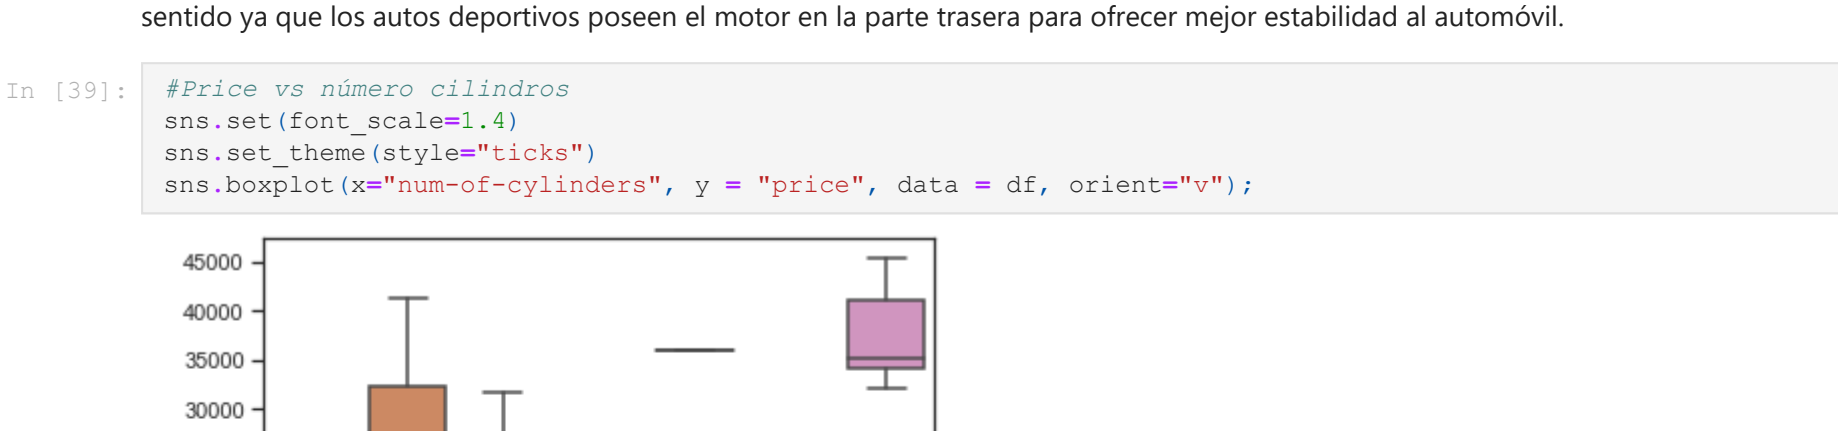 sentido ya que los autos deportivos poseen el motor en la parte trasera para ofrecer mejor estabilidad al automóvil.
In [39]:
#Price vs número cilindros
sns.set(font_scale=1.4)
sns.set_theme(style="ticks")
sns.boxplot(x="num-of-cylinders", y = "price", data = df, orient="v");
45000
40000
35000
30000